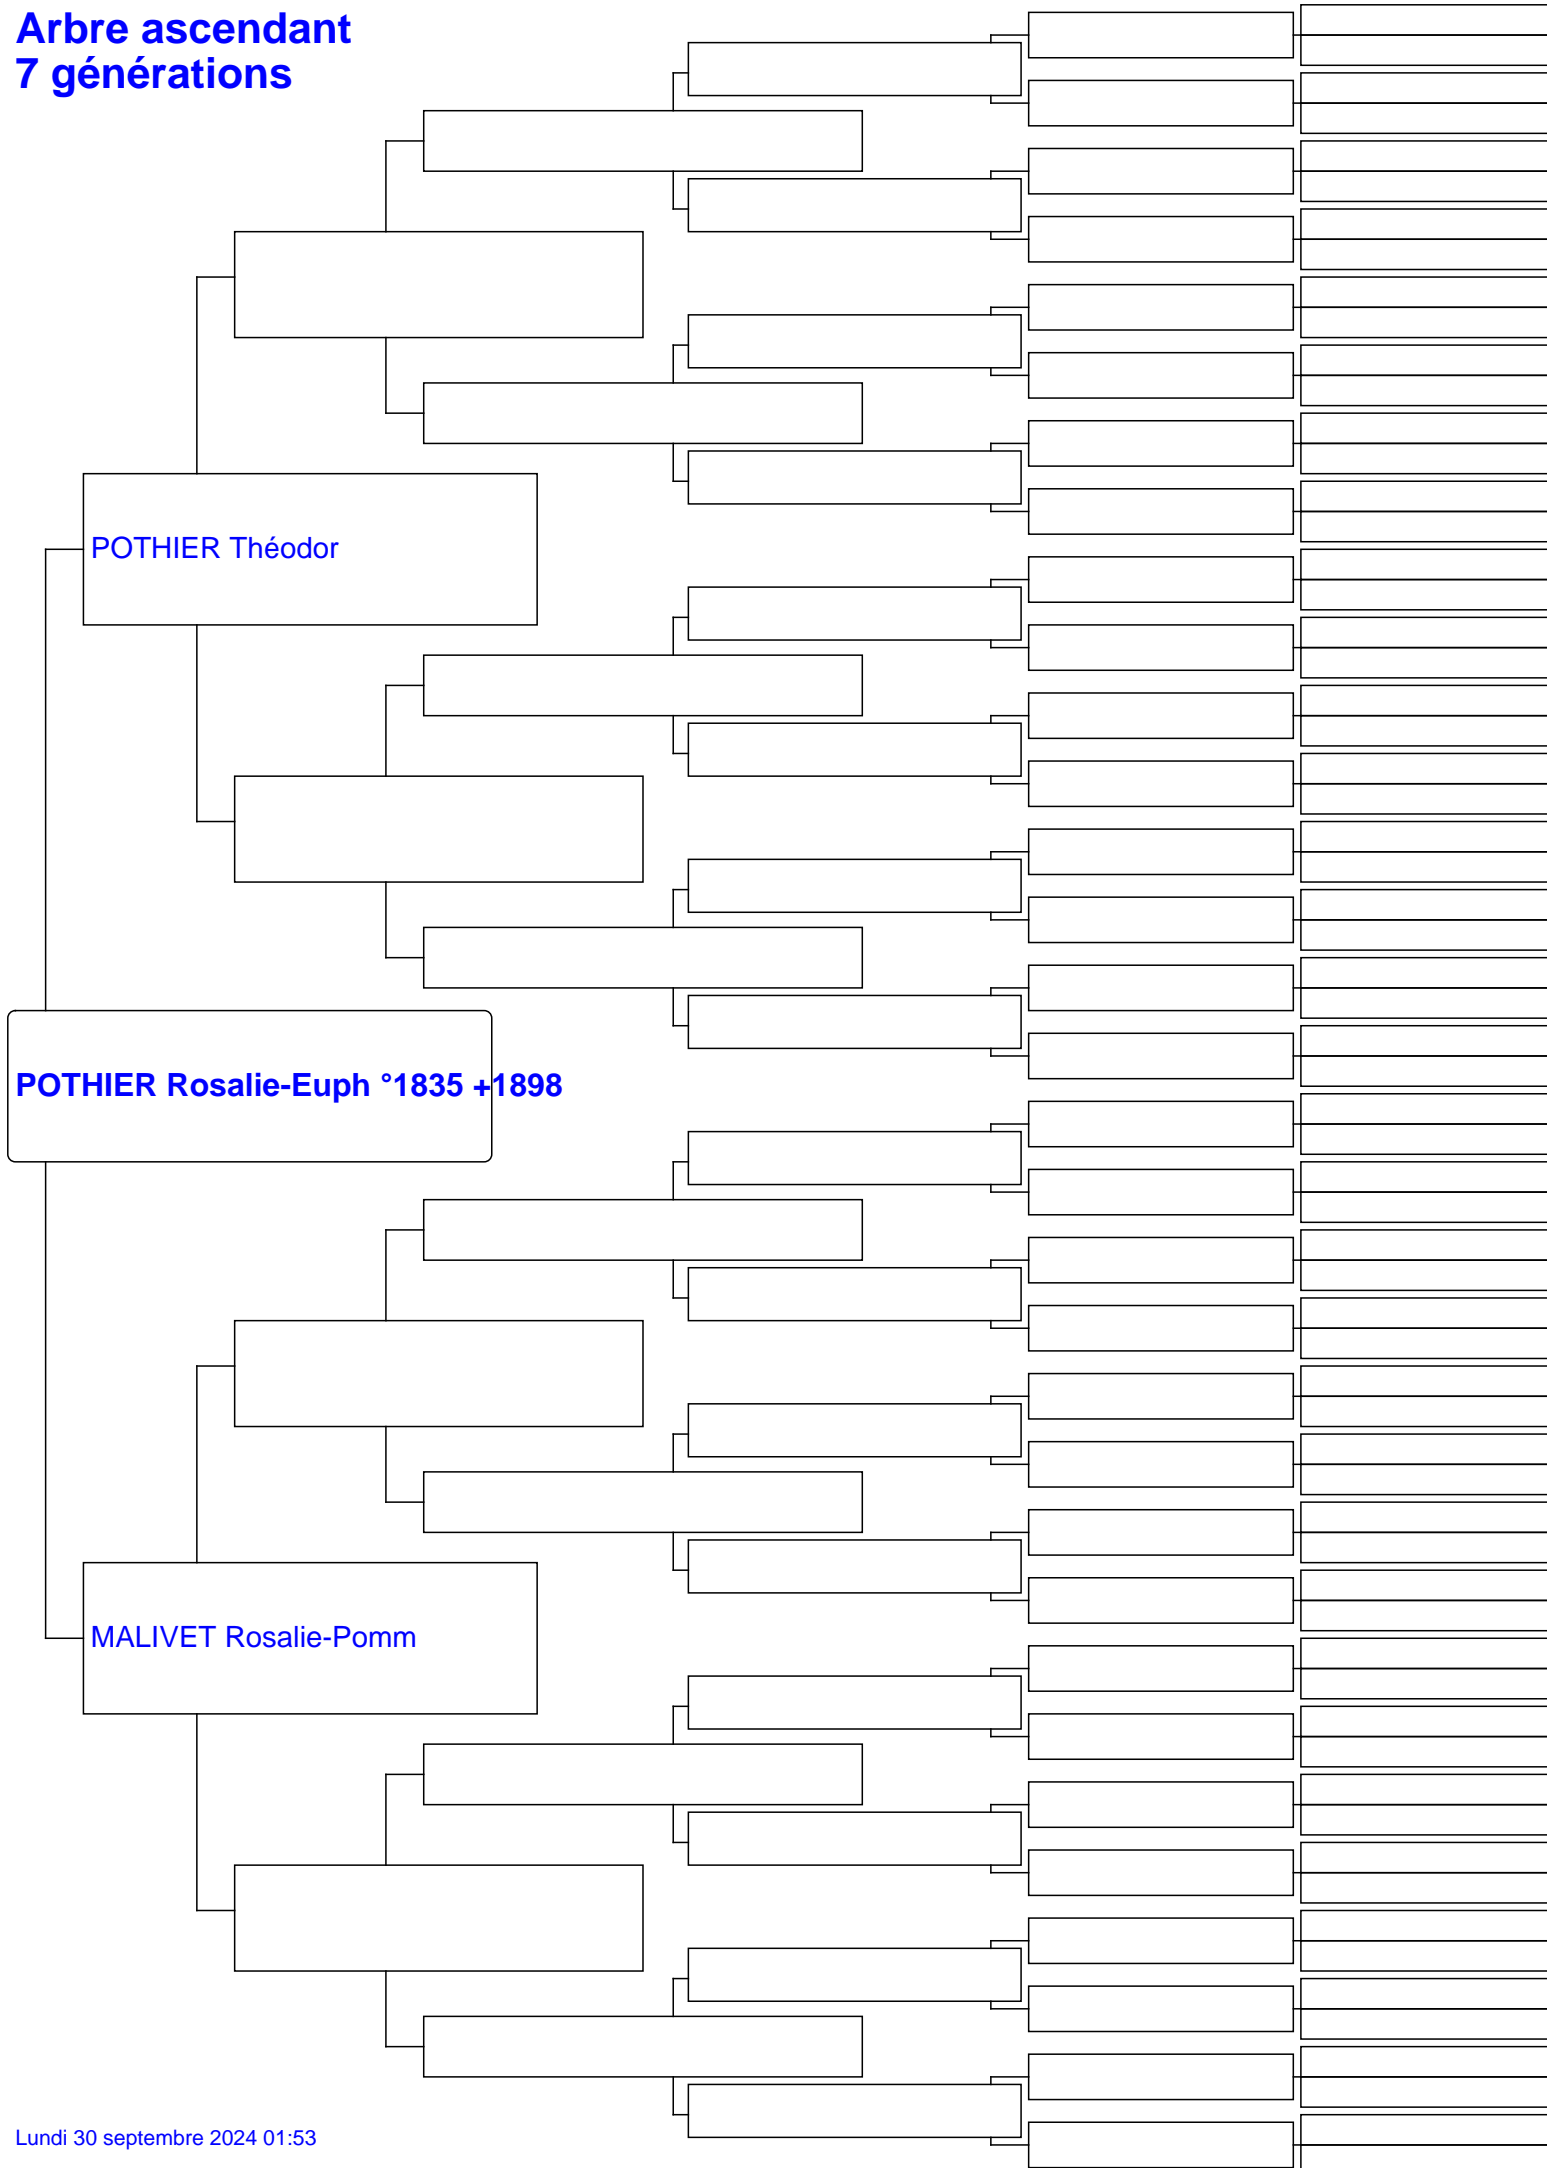 Arbre ascendant
7 générations
POTHIER Théodor
POTHIER Rosalie-Euph °1835 +1898
MALIVET Rosalie-Pomm
Lundi 30 septembre 2024 01:53